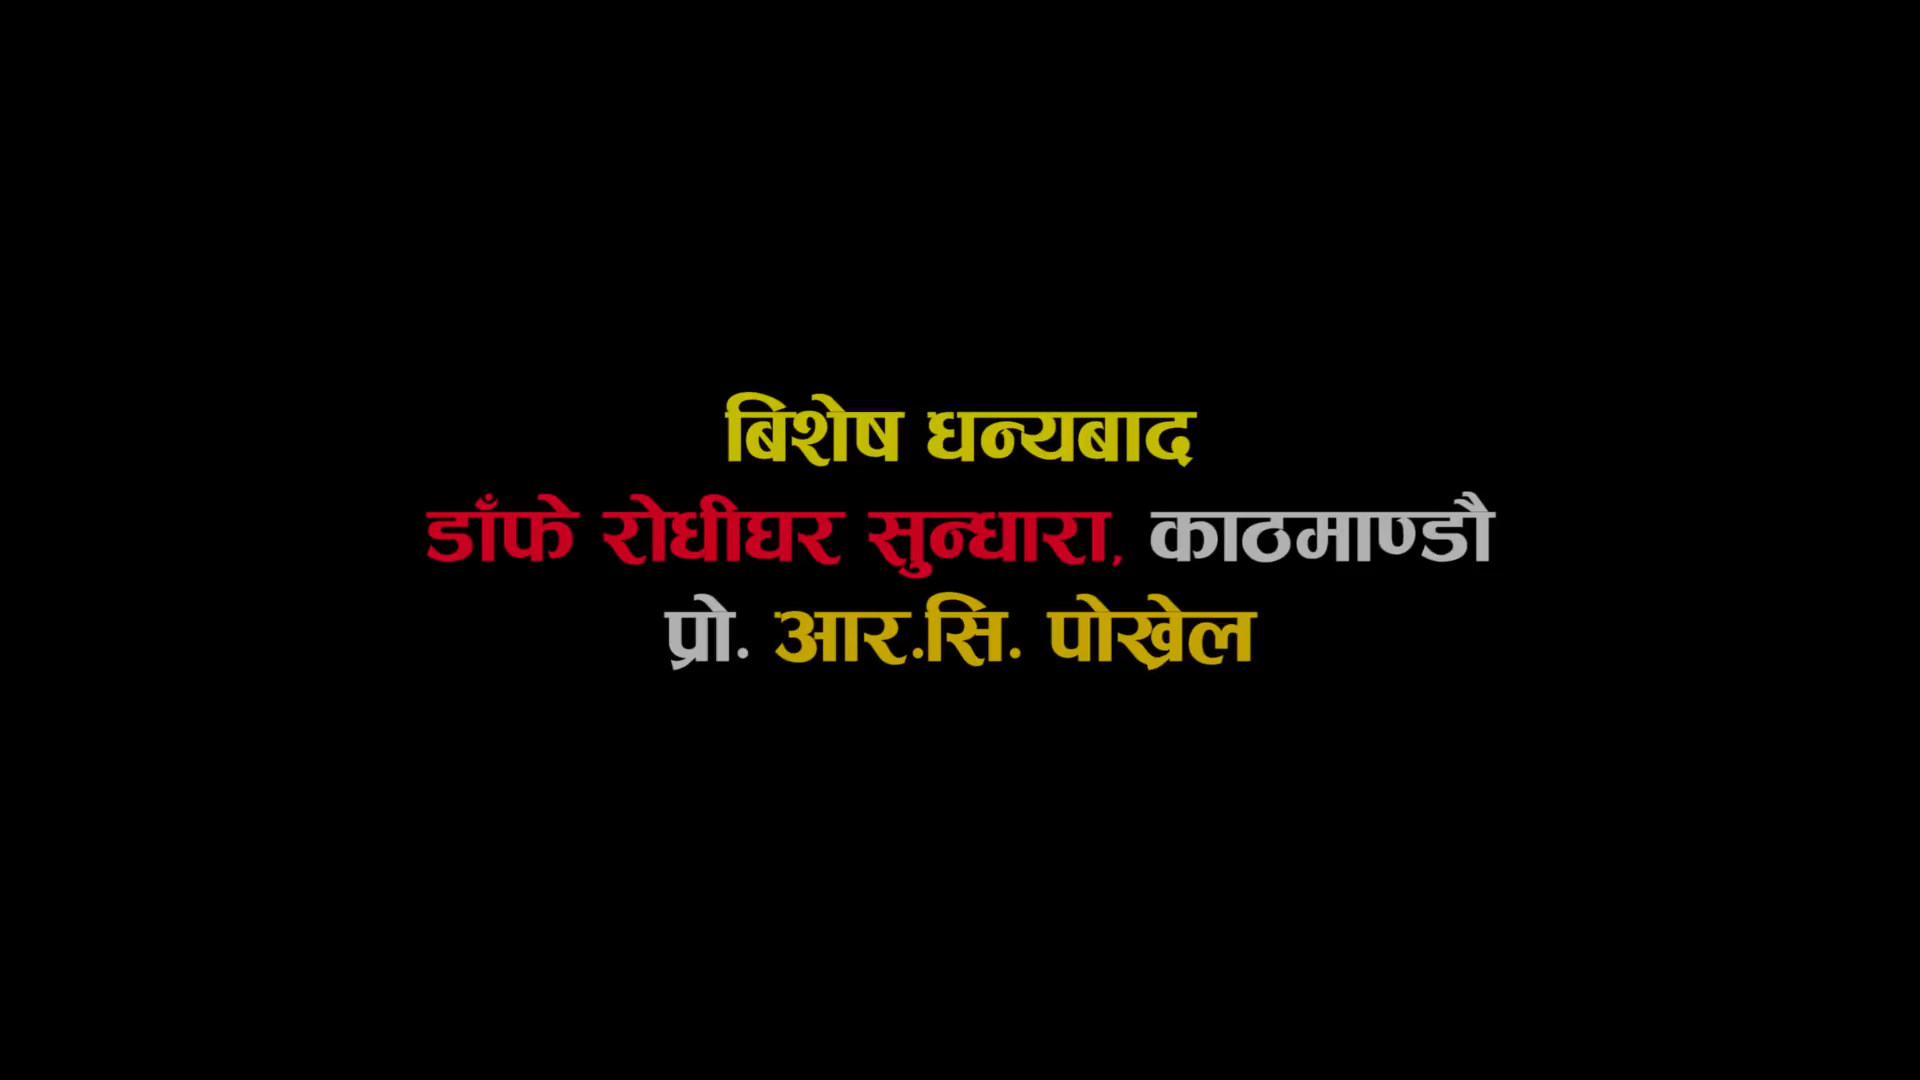 बिशेष धन्यबाद
डाँफे रोधीघर सुन्धारा, काठमाण्डौ
प्रो. आर.सि. पोख्रेल